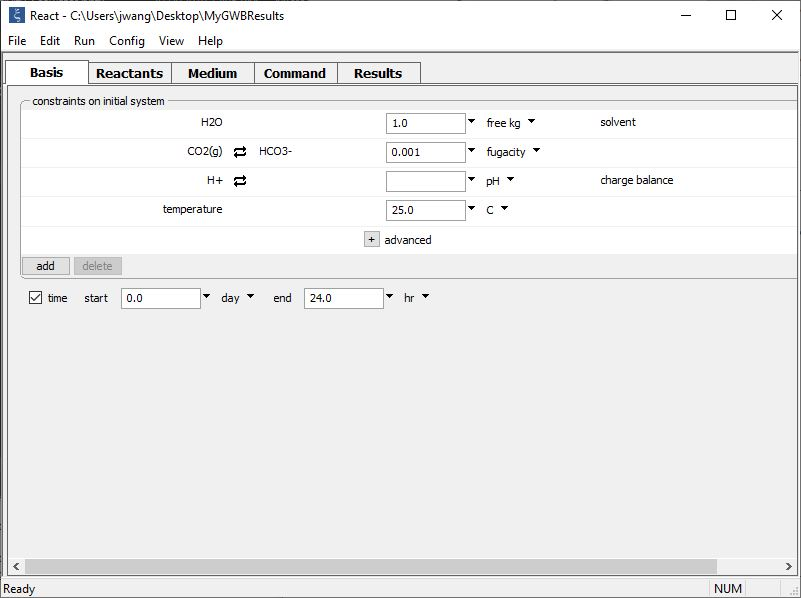 React - C:\Users\jwang\Desktop\MyGWBResults
File Edit Run Config View Help
Basis Reactants Medium Command Results
constraints on initial system
H2O 1.0 free kg solvent
CO2(g) HCO3- 0.001 fugacity
H+ pH charge balance
temperature 25.0 C
+ advanced
add delete
time start 0.0 day end 24.0 hr
Ready NUM